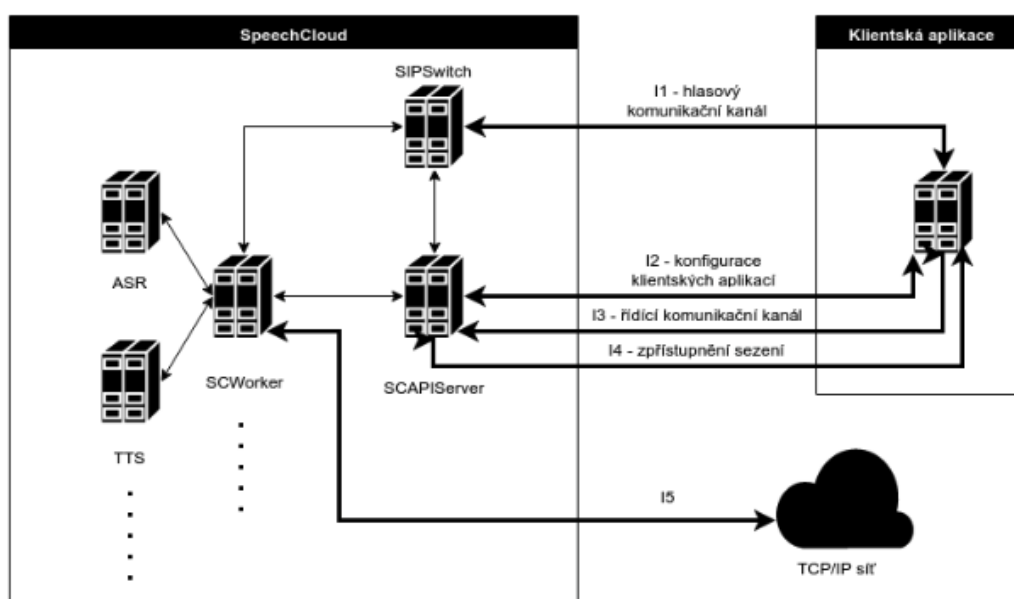 SpeechCloud
Klientská aplikace
SIPSwitch
I1 - hlasový
komunikační kanál
ASR
I2 - konfigurace
klientských aplikací
I3 - řídící komunikační kanál
I4 - zpřístupnění sezení
SCWorker
SCAPIServer
TTS
I5
TCP/IP síť